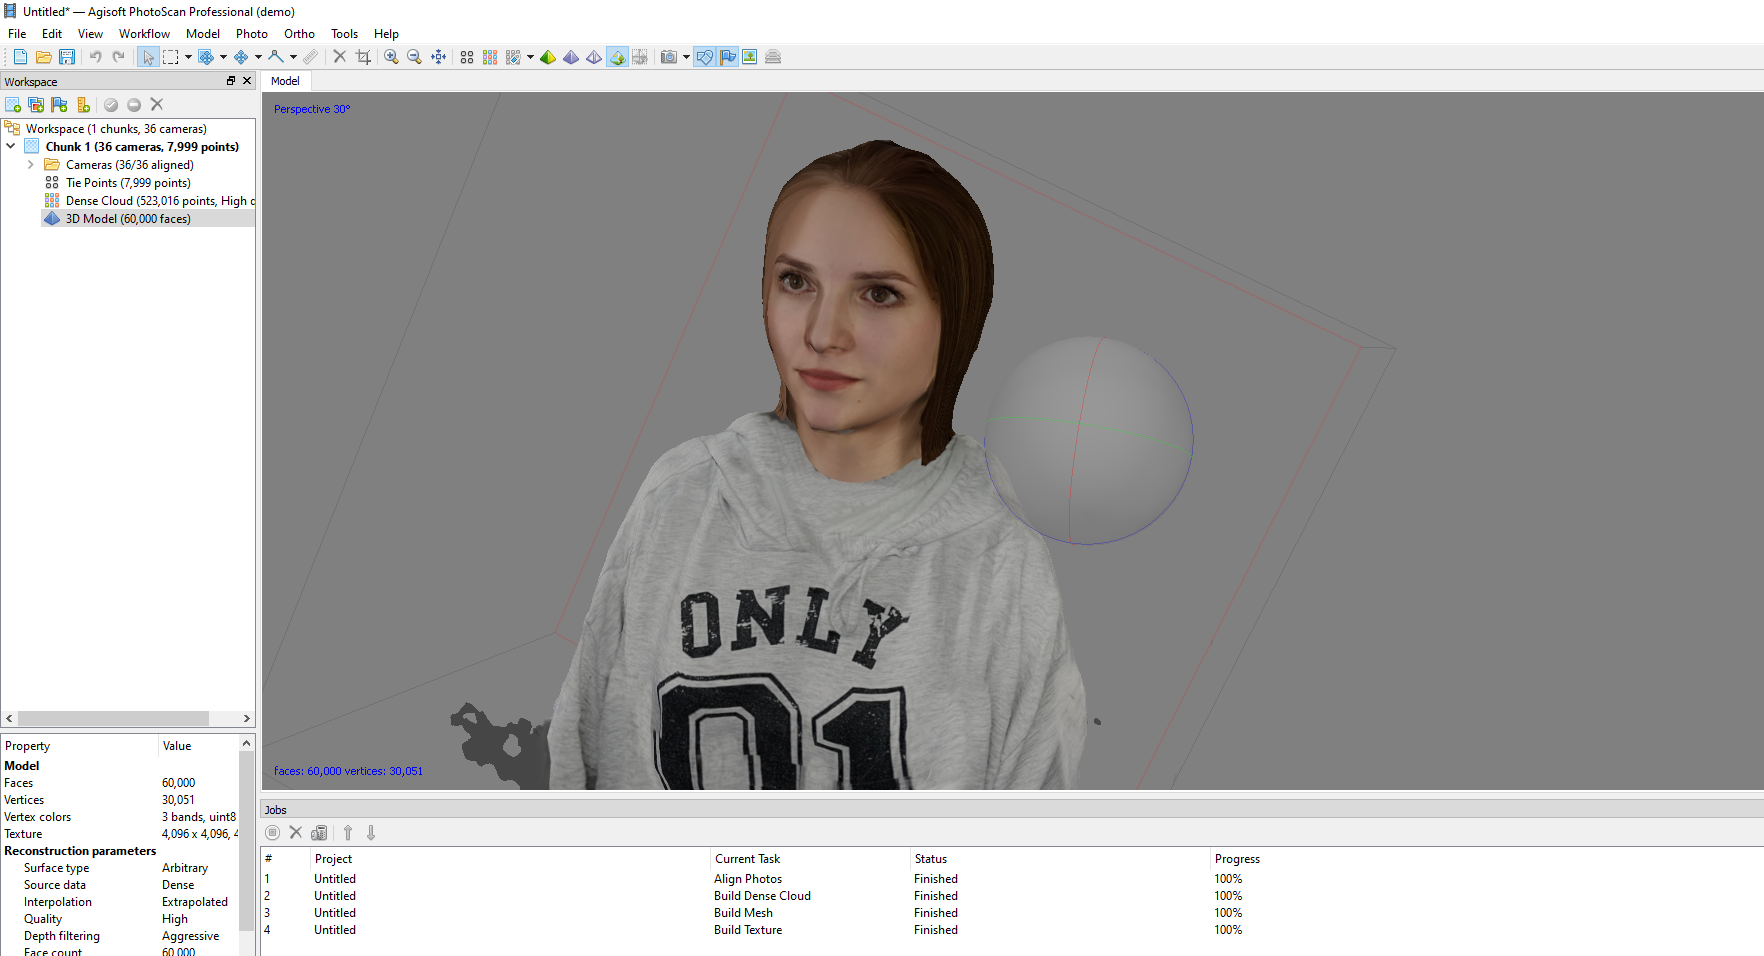 Untitled* — Agisoft PhotoScan Professional (demo)
File Edit View Workflow Model Photo Ortho Tools Help
Workspace
Model
Workspace (1 chunks, 36 cameras)
Chunk 1 (36 cameras, 7,999 points)
Cameras (36/36 aligned)
Tie Points (7,999 points)
Dense Cloud (523,016 points, High
3D Model (60,000 faces)
Perspective 30°
ONLY
01
faces: 60,000 vertices: 30,051
Property Value
Model
Faces 60,000
Vertices 30,051
Vertex colors 3 bands, uint8
Texture 4,096 x 4,096, 4
Reconstruction parameters
Surface type Arbitrary
Source data Dense
Interpolation Extrapolated
Quality High
Depth filtering Aggressive
Face count 60,000
Jobs
# Project Current Task Status Progress
1 Untitled Align Photos Finished 100%
2 Untitled Build Dense Cloud Finished 100%
3 Untitled Build Mesh Finished 100%
4 Untitled Build Texture Finished 100%